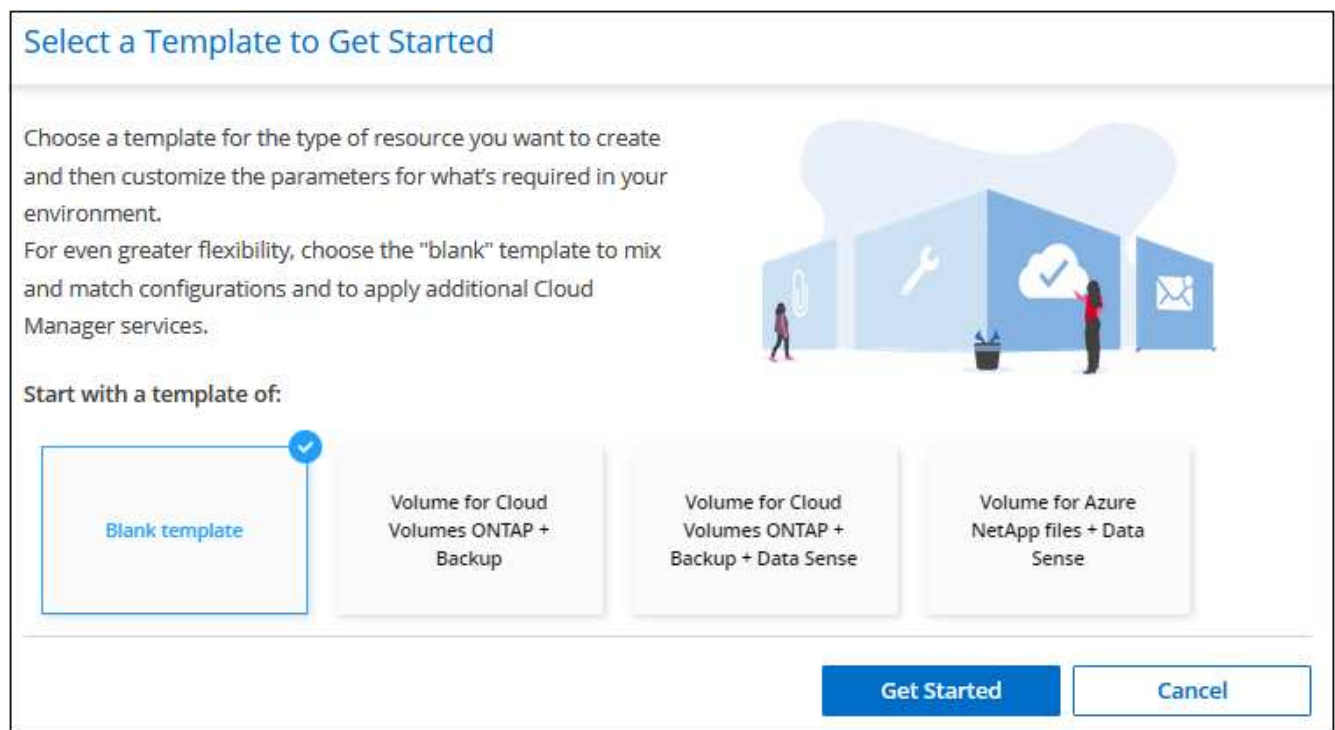 Select a Template to Get Started
Choose a template for the type of resource you want to create
and then customize the parameters for what's required in your
environment.
For even greater flexibility, choose the "blank" template to mix
and match configurations and to apply additional Cloud
Manager services.
Start with a template of:
Blank template
Volume for Cloud
Volumes ONTAP +
Backup
Volume for Cloud
Volumes ONTAP +
Backup + Data Sense
Volume for Azure
NetApp files + Data
Sense
Get Started
Cancel